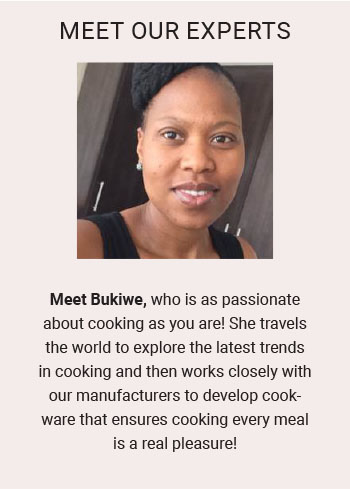 MEET OUR EXPERTS
Meet Bukiwe, who is as passionate
about cooking as you are! She travels
the world to explore the latest trends
in cooking and then works closely with
our manufacturers to develop cook-
ware that ensures cooking every meal
is a real pleasure!